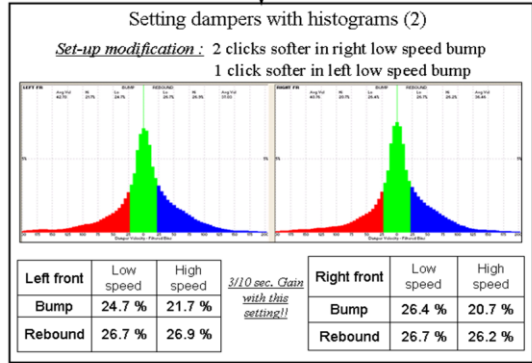 Setting dampers with histograms (2)
Set-up modification : 2 clicks softer in right low speed bump
1 click softer in left low speed bump
LEFT FR BUMP REBOUND
RIGHT FR BUMP REBOUND
Left front Low speed High speed
Bump 24.7 % 21.7 %
Rebound 26.7 % 26.9 %
3/10 sec. Gain
with this
setting!!
Right front Low speed High speed
Bump 26.4 % 20.7 %
Rebound 26.7 % 26.2 %